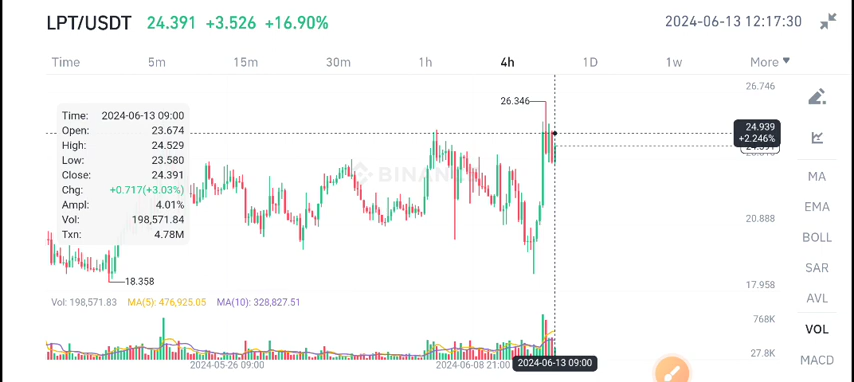 LPT/USDT 24.391 +3.526 +16.90% 2024-06-13 12:17:30
Time 5m 15m 30m 1h 4h 1D 1w More
26.746
26.346
Time: 2024-06-13 09:00
Open: 23.674
High: 24.529
Low: 23.580
Close: 24.391
Chg: +0.717(+3.03%)
Ampl: 4.01%
Vol: 198,571.84
Txn: 4.78M
24.939
+2.246%
20.888
18.358
17.958
Vol: 198,571.83 MA(5): 476,925.05 MA(10): 328,827.51
768K
27.8K
2024-05-26 09:00 2024-06-08 21:00 2024-06-13 09:00
MA
EMA
BOLL
SAR
AVL
VOL
MACD